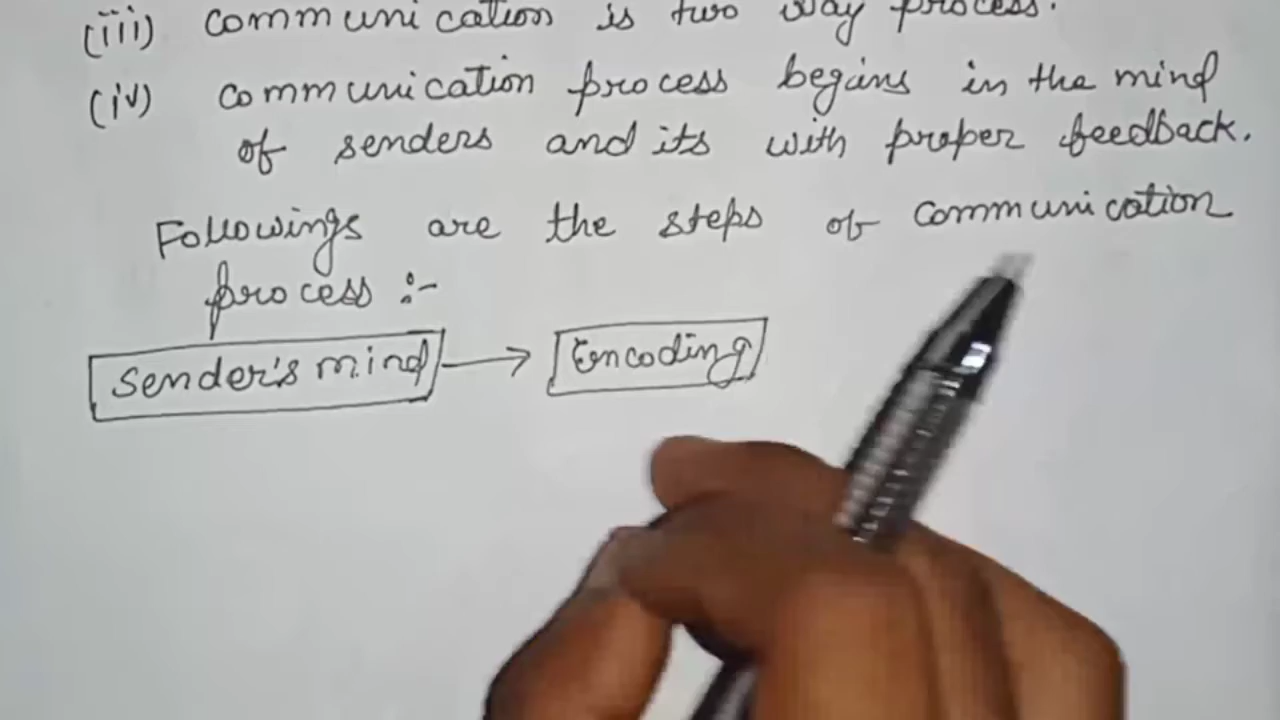 (iii) communication is two way process.
(iv) communication process begins in the mind
of senders and its with proper feedback.
Followings are the steps of communication
process :-
Sender's mind → Encoding